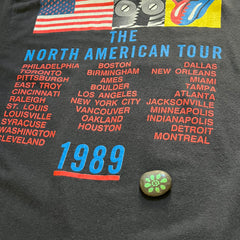 THE
NORTH AMERICAN TOUR
PHILADELPHIA BOSTON DALLAS
TORONTO BIRMINGHAM NEW ORLEANS
PITTSBURGH AMES MIAMI
EAST TROY BOULDER TAMPA
CINCINNATI LOS ANGELES ATLANTA
RALEIGH NEW YORK CITY JACKSONVILLE
ST. LOUIS VANCOUVER MINNEAPOLIS
LOUISVILLE OAKLAND INDIANAPOLIS
SYRACUSE HOUSTON DETROIT
WASHINGTON MONTREAL
CLEVELAND
1989